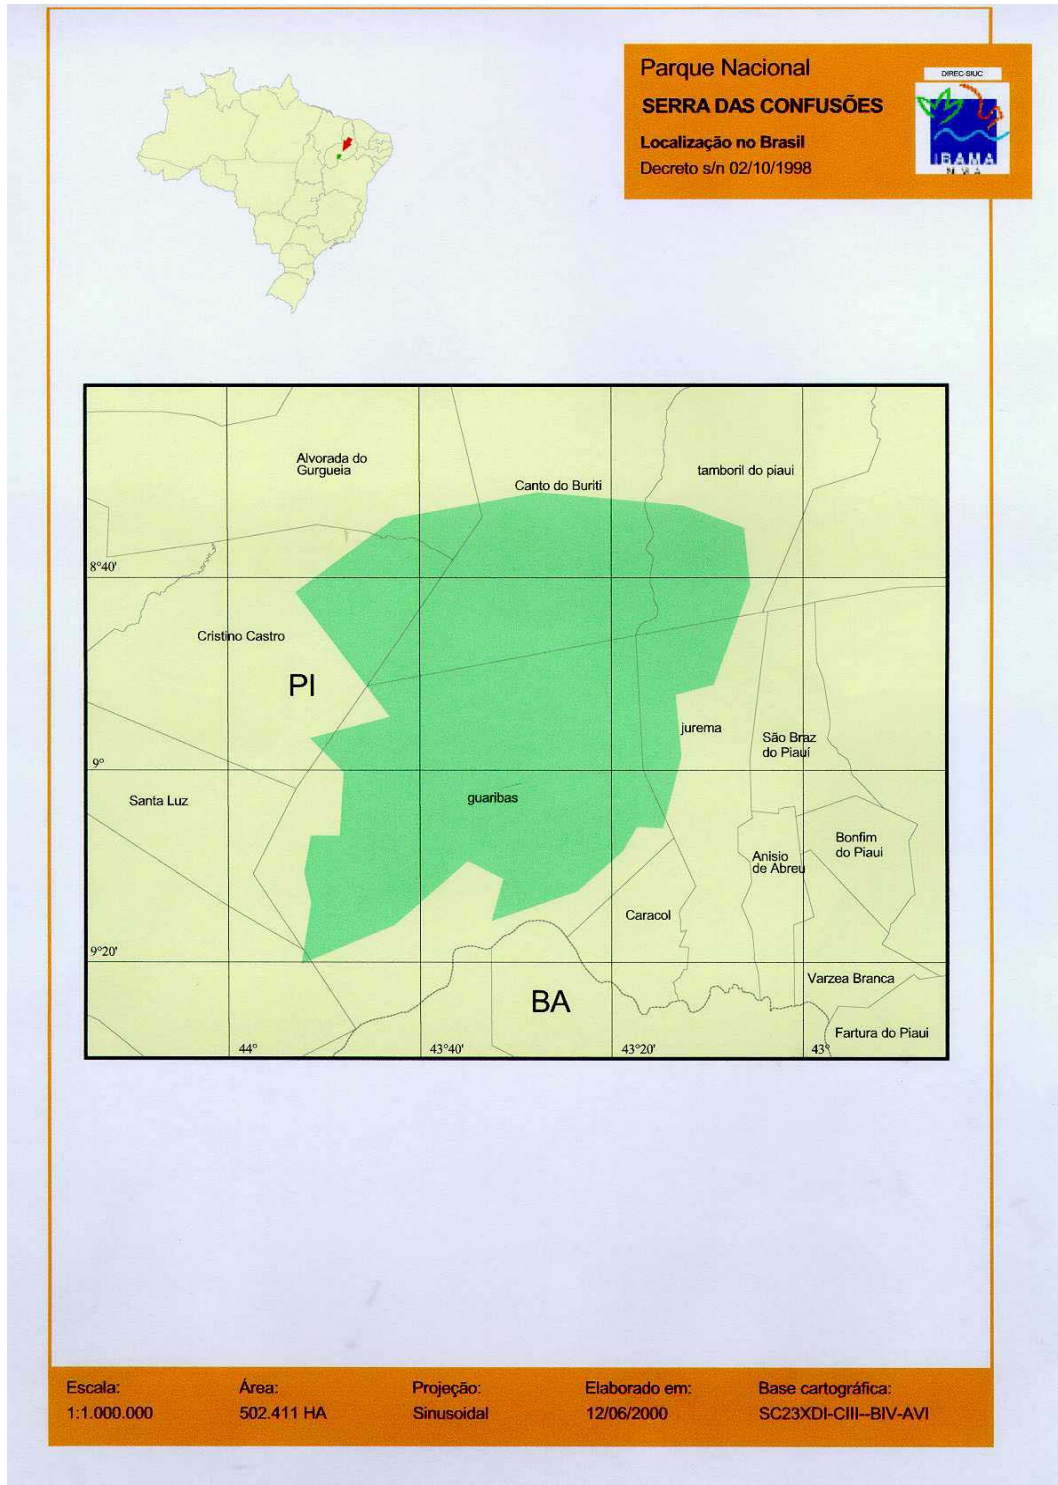 Parque Nacional
SERRA DAS CONFUSÕES
Localização no Brasil
Decreto s/n 02/10/1998
DIREC-SIUC
IBAMA
M M A
Alvorada do
Gurgueia
Canto do Buriti
tamboril do piaui
8°40'
Cristino Castro
PI
jurema
São Braz
do Piauí
9°
Santa Luz
guaribas
Bonfim
do Piaui
Anisio
de Abreu
Caracol
9°20'
Varzea Branca
BA
Fartura do Piaui
44°
43°40'
43°20'
43°
Escala:
1:1.000.000
Área:
502.411 HA
Projeção:
Sinusoidal
Elaborado em:
12/06/2000
Base cartográfica:
SC23XDI-CIII--BIV-AVI